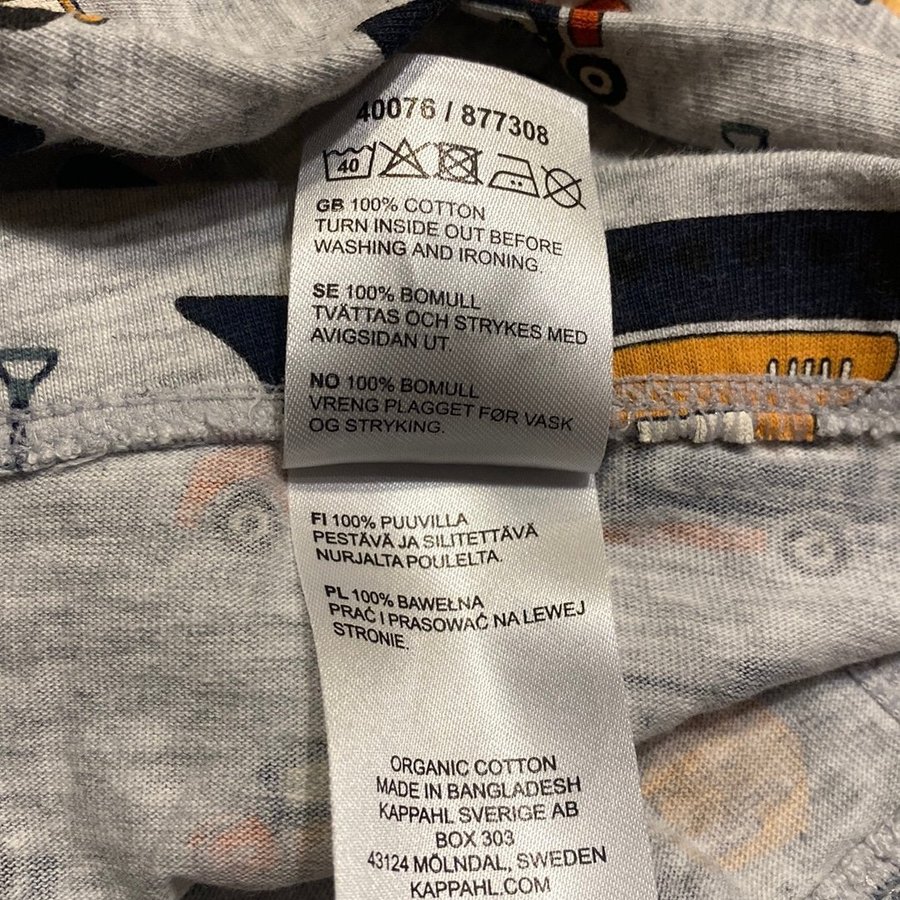 40076 / 877308
40
GB 100% COTTON
TURN INSIDE OUT BEFORE
WASHING AND IRONING.
SE 100% BOMULL
TVÄTTAS OCH STRYKES MED
AVIGSIDAN UT
NO 100% BOMULL
VRENG PLAGGET FØR VASK
OG STRYKING.
FI 100% PUUVILLA
PESTÄVÄ JA SILITETTÄVÄ
NURJALTA POULELTA.
PL 100% BAWEŁNA
PRAĆ I PRASOWAĆ NA LEWEJ
STRONIE.
ORGANIC COTTON
MADE IN BANGLADESH
KAPPAHL SVERIGE AB
BOX 303
43124 MÖLNDAL, SWEDEN
KAPPAHL.COM